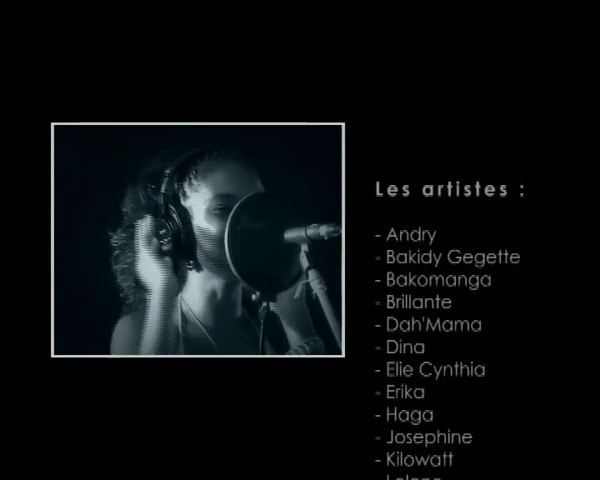 Les artistes :
- Andry
- Bakidy Gegette
- Bakomanga
- Brillante
- Dah'Mama
- Dina
- Elie Cynthia
- Erika
- Haga
- Josephine
- Kilowatt